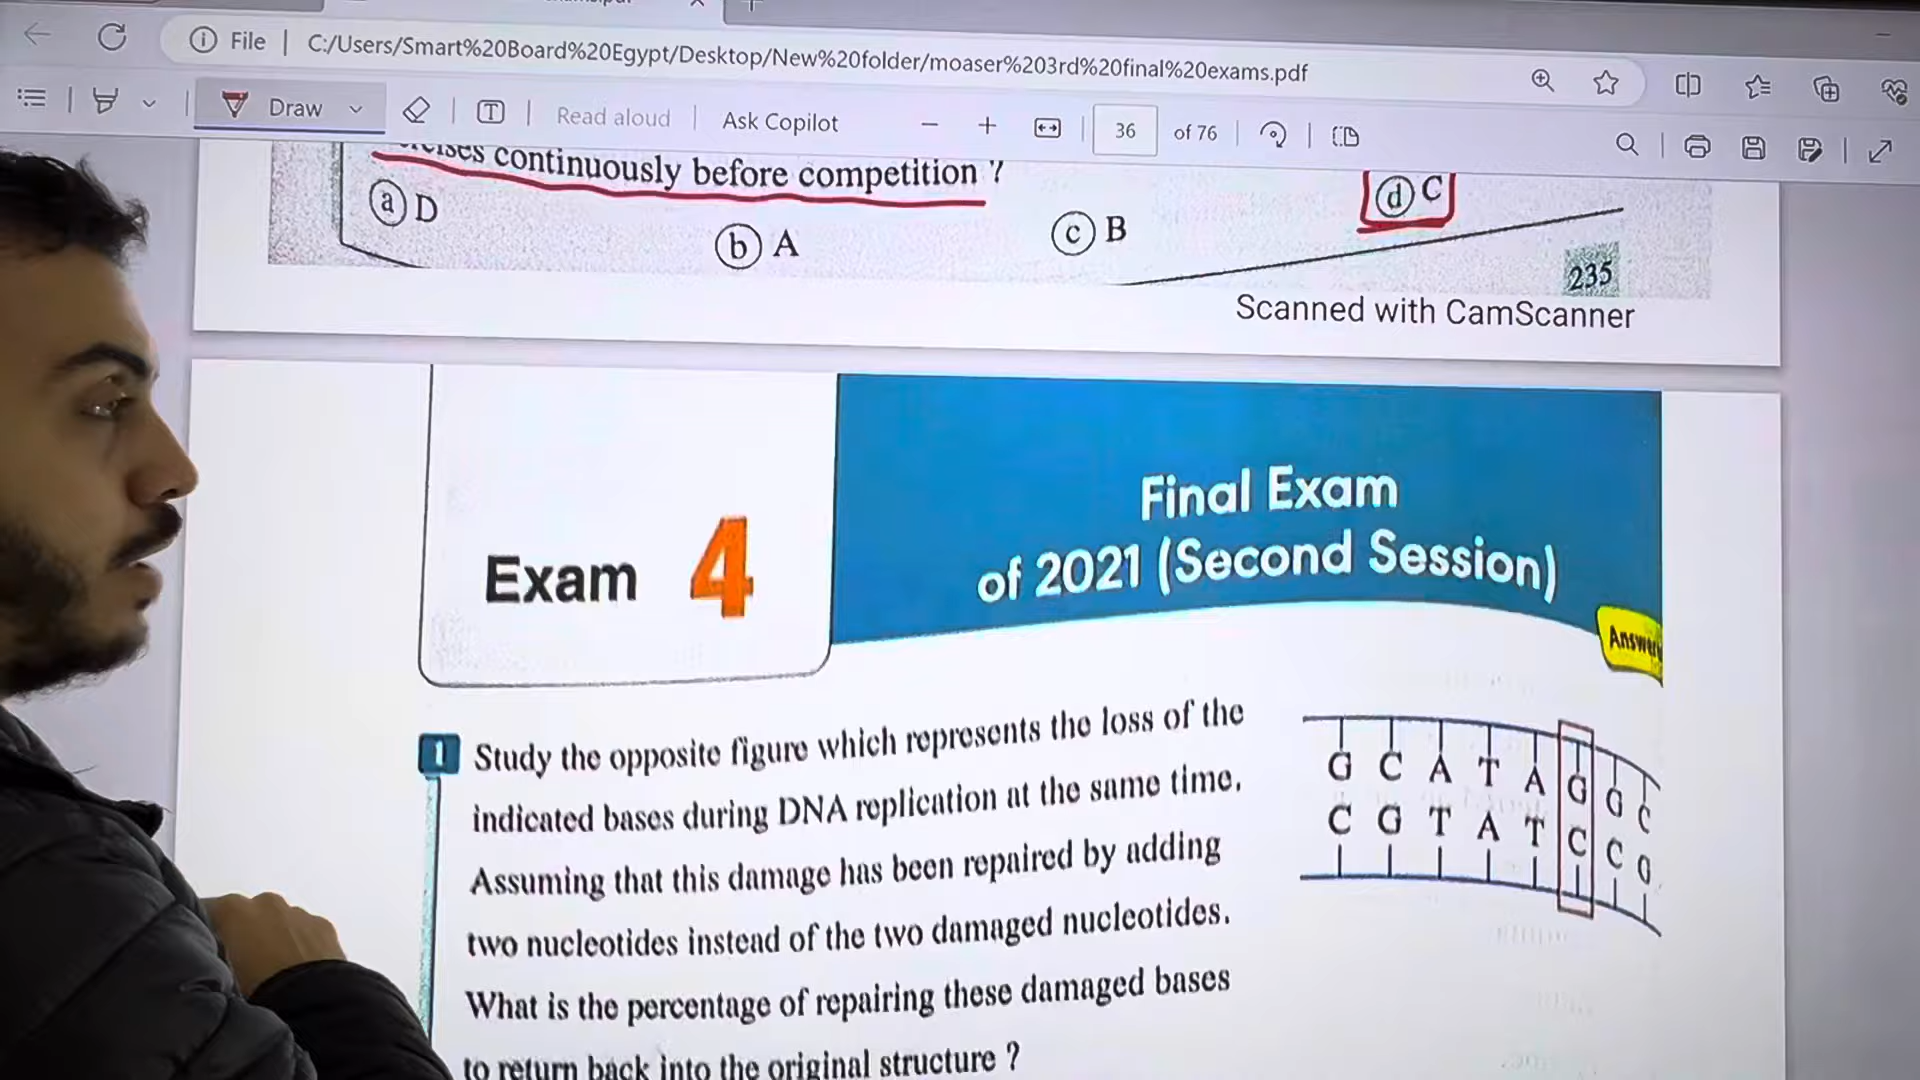 File | C:/Users/Smart%20Board%20Egypt/Desktop/New%20folder/moaser%203rd%20final%20exams.pdf
Draw
Read aloud
Ask Copilot
36 of 76
continuously before competition ?
a D
b A
c B
d C
235
Scanned with CamScanner
Exam 4
Final Exam
of 2021 (Second Session)
1 Study the opposite figure which represents the loss of the
indicated bases during DNA replication at the same time.
Assuming that this damage has been repaired by adding
two nucleotides instead of the two damaged nucleotides.
What is the percentage of repairing these damaged bases
to return back into the original structure ?
G C A T A G G C
C G T A T C C G